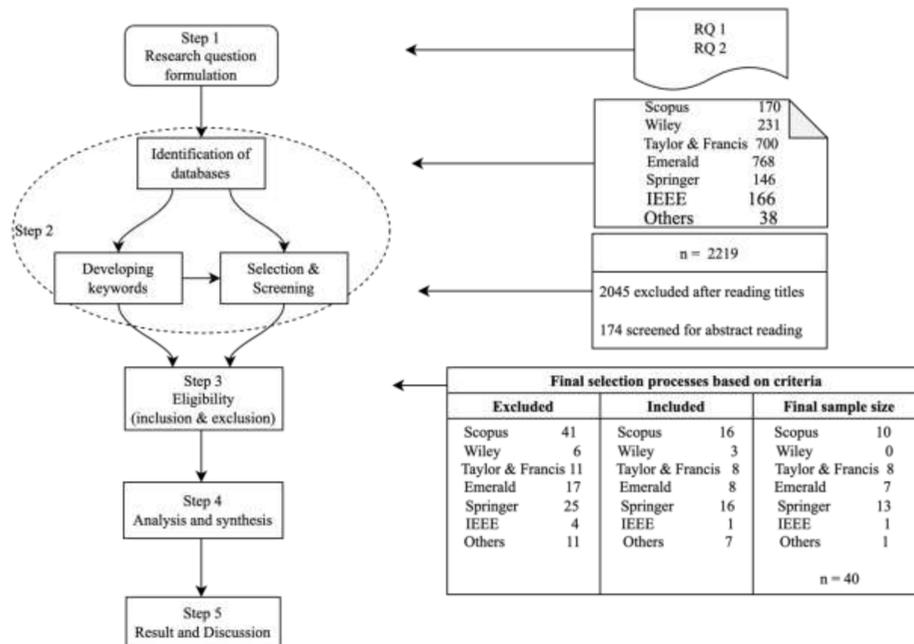 Step 1
Research question
formulation
RQ 1
RQ 2
Identification of
databases
Scopus 170
Wiley 231
Taylor & Francis 700
Emerald 768
Springer 146
IEEE 166
Others 38
Step 2
Developing
keywords
Selection &
Screening
n = 2219
2045 excluded after reading titles
174 screened for abstract reading
Step 3
Eligibility
(inclusion & exclusion)
Final selection processes based on criteria
Excluded Included Final sample size
Scopus 41 Scopus 16 Scopus 10
Wiley 6 Wiley 3 Wiley 0
Taylor & Francis 11 Taylor & Francis 8 Taylor & Francis 8
Emerald 17 Emerald 8 Emerald 7
Springer 25 Springer 16 Springer 13
IEEE 4 IEEE 1 IEEE 1
Others 11 Others 7 Others 1
n = 40
Step 4
Analysis and synthesis
Step 5
Result and Discussion